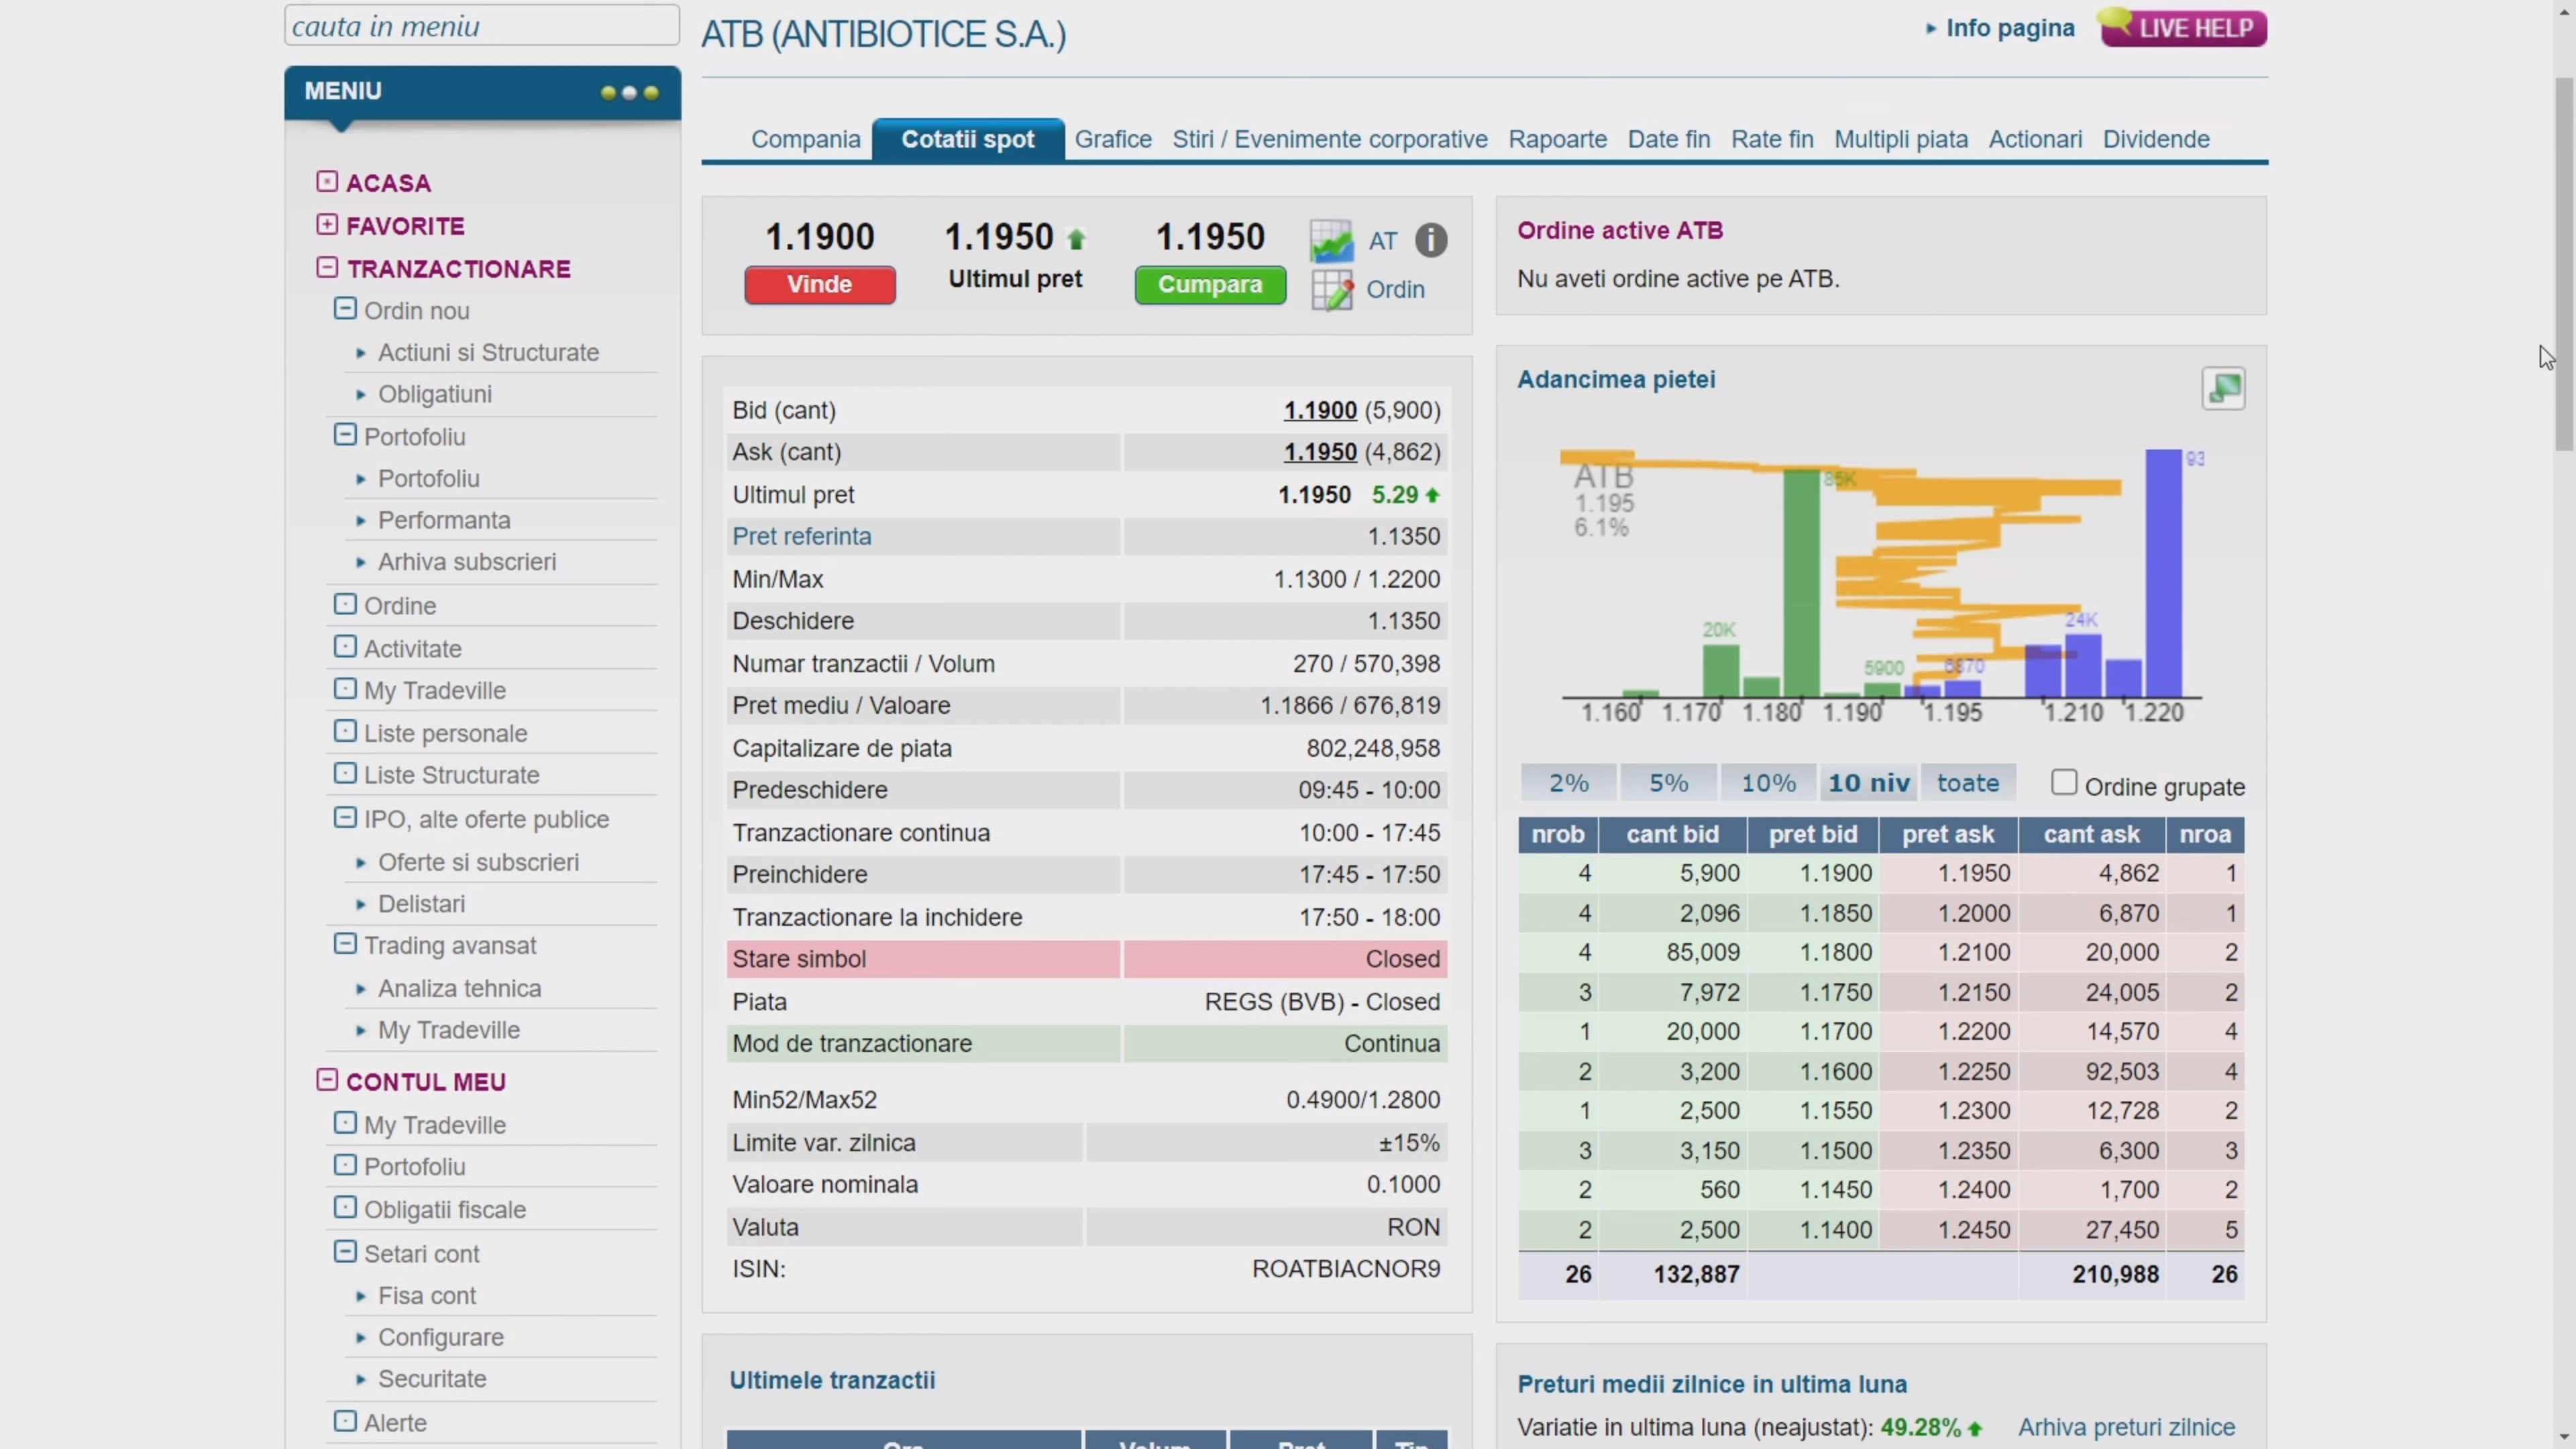 cauta in meniu
ATB (ANTIBIOTICE S.A.)
Info pagina
LIVE HELP
MENIU
ACASA
FAVORITE
TRANZACTIONARE
Ordin nou
Actiuni si Structurate
Obligatiuni
Portofoliu
Portofoliu
Performanta
Arhiva subscrieri
Ordine
Activitate
My Tradeville
Liste personale
Liste Structurate
IPO, alte oferte publice
Oferte si subscrieri
Delistari
Trading avansat
Analiza tehnica
My Tradeville
CONTUL MEU
My Tradeville
Portofoliu
Obligatii fiscale
Setari cont
Fisa cont
Configurare
Securitate
Alerte
Compania Cotatii spot Grafice Stiri / Evenimente corporative Rapoarte Date fin Rate fin Multipli piata Actionari Dividende
1.1900 1.1950 1.1950 AT
Vinde Ultimul pret Cumpara Ordin
Bid (cant) 1.1900 (5,900)
Ask (cant) 1.1950 (4,862)
Ultimul pret 1.1950 5.29
Pret referinta 1.1350
Min/Max 1.1300 / 1.2200
Deschidere 1.1350
Numar tranzactii / Volum 270 / 570,398
Pret mediu / Valoare 1.1866 / 676,819
Capitalizare de piata 802,248,958
Predeschidere 09:45 - 10:00
Tranzactionare continua 10:00 - 17:45
Preinchidere 17:45 - 17:50
Tranzactionare la inchidere 17:50 - 18:00
Stare simbol Closed
Piata REGS (BVB) - Closed
Mod de tranzactionare Continua
Min52/Max52 0.4900/1.2800
Limite var. zilnica ±15%
Valoare nominala 0.1000
Valuta RON
ISIN: ROATBIACNOR9
Ultimele tranzactii
Ora Volum Pret Tip
Ordine active ATB
Nu aveti ordine active pe ATB.
Adancimea pietei
ATB
1.195
6.1%
85K
93
20K
24K
5900
6870
1.160 1.170 1.180 1.190 1.195 1.210 1.220
2% 5% 10% 10 niv toate Ordine grupate
nrob cant bid pret bid pret ask cant ask nroa
4 5,900 1.1900 1.1950 4,862 1
4 2,096 1.1850 1.2000 6,870 1
4 85,009 1.1800 1.2100 20,000 2
3 7,972 1.1750 1.2150 24,005 2
1 20,000 1.1700 1.2200 14,570 4
2 3,200 1.1600 1.2250 92,503 4
1 2,500 1.1550 1.2300 12,728 2
3 3,150 1.1500 1.2350 6,300 3
2 560 1.1450 1.2400 1,700 2
2 2,500 1.1400 1.2450 27,450 5
26 132,887 210,988 26
Preturi medii zilnice in ultima luna
Variatie in ultima luna (neajustat): 49.28% Arhiva preturi zilnice